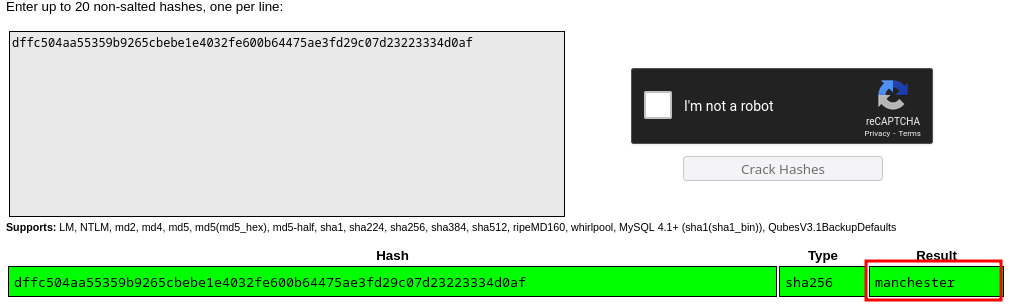 Enter up to 20 non-salted hashes, one per line:
dffc504aa55359b9265cbebe1e4032fe600b64475ae3fd29c07d23223334d0af
I'm not a robot
reCAPTCHA
Privacy - Terms
Crack Hashes
Supports: LM, NTLM, md2, md4, md5, md5(md5_hex), md5-half, sha1, sha224, sha256, sha384, sha512, ripeMD160, whirlpool, MySQL 4.1+ (sha1(sha1_bin)), QubesV3.1BackupDefaults
Hash Type Result
dffc504aa55359b9265cbebe1e4032fe600b64475ae3fd29c07d23223334d0af sha256 manchester